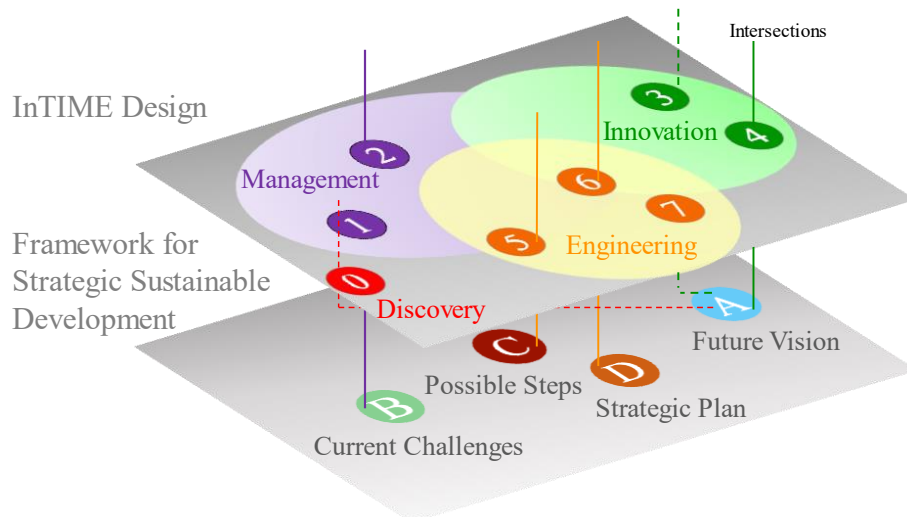 Intersections
InTIME Design
3
Innovation
4
2
Management
6
7
1
5
Engineering
Framework for
Strategic Sustainable
Development
0
Discovery
A
Future Vision
C
Possible Steps
D
Strategic Plan
B
Current Challenges